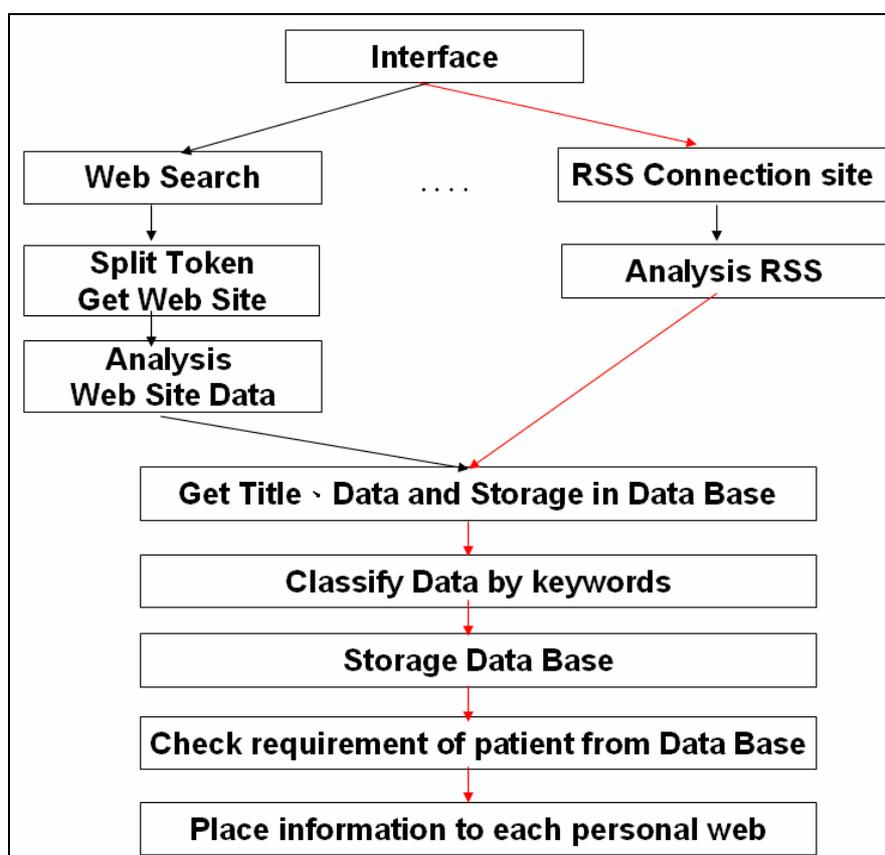 Interface
Web Search
. . . .
RSS Connection site
Split Token
Get Web Site
Analysis RSS
Analysis
Web Site Data
Get Title、Data and Storage in Data Base
Classify Data by keywords
Storage Data Base
Check requirement of patient from Data Base
Place information to each personal web